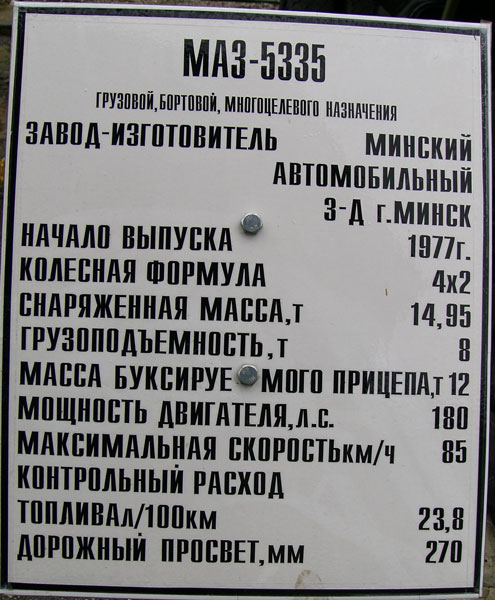 МАЗ-5335
ГРУЗОВОЙ, БОРТОВОЙ, МНОГОЦЕЛЕВОГО НАЗНАЧЕНИЯ
ЗАВОД-ИЗГОТОВИТЕЛЬ МИНСКИЙ
АВТОМОБИЛЬНЫЙ
З-Д г.МИНСК
НАЧАЛО ВЫПУСКА 1977г.
КОЛЕСНАЯ ФОРМУЛА 4х2
СНАРЯЖЕННАЯ МАССА,т 14,95
ГРУЗОПОДЪЕМНОСТЬ,т 8
МАССА БУКСИРУЕ МОГО ПРИЦЕПА,т 12
МОЩНОСТЬ ДВИГАТЕЛЯ,л.с. 180
МАКСИМАЛЬНАЯ СКОРОСТЬкм/ч 85
КОНТРОЛЬНЫЙ РАСХОД
ТОПЛИВАл/100км 23,8
ДОРОЖНЫЙ ПРОСВЕТ,мм 270